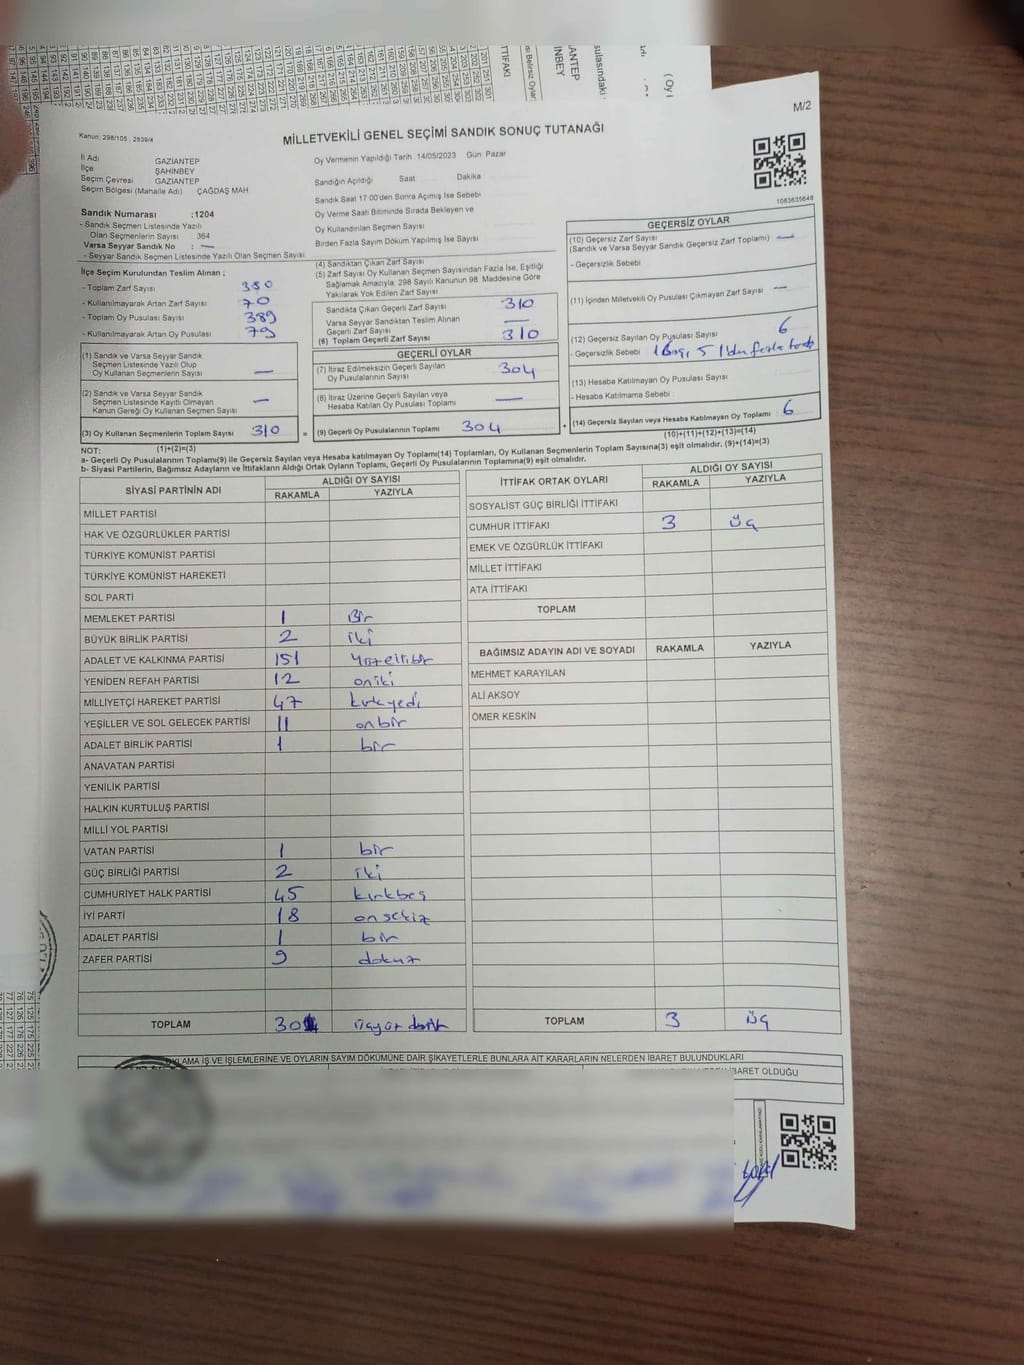 M/2
Kanun; 298/105 , 2839/4
MİLLETVEKİLİ GENEL SEÇİMİ SANDIK SONUÇ TUTANAĞI
İl Adı GAZİANTEP
İlçe ŞAHİNBEY
Seçim Çevresi GAZİANTEP
Seçim Bölgesi (Mahalle Adı) ÇAĞDAŞ MAH
Oy Vermenin Yapıldığı Tarih 14/05/2023 Gün Pazar
Sandığın Açıldığı Saat Dakika
Sandık Saat 17:00'den Sonra Açımış İse Sebebi
Oy Verme Saati Bitiminde Sırada Bekleyen ve
Oy Kullandırılan Seçmen Sayısı
Birden Fazla Sayım Döküm Yapılmış İse Sayısı
1083635648
Sandık Numarası :1204
- Sandık Seçmen Listesinde Yazılı
Olan Seçmenlerin Sayısı : 364
Varsa Seyyar Sandık No : —
- Seyyar Sandık Seçmen Listesinde Yazılı Olan Seçmen Sayısı
İlçe Seçim Kurulundan Teslim Alınan ;
- Toplam Zarf Sayısı 380
- Kullanılmayarak Artan Zarf Sayısı 70
- Toplam Oy Pusulası Sayısı 389
- Kullanılmayarak Artan Oy Pusulası 79
(1) Sandık ve Varsa Seyyar Sandık
Seçmen Listesinde Yazılı Olup
Oy Kullanan Seçmenlerin Sayısı —
(2) Sandık ve Varsa Seyyar Sandık
Seçmen Listesinde Kayıtlı Olmayan
Kanun Gereği Oy Kullanan Seçmen Sayısı —
(3) Oy Kullanan Seçmenlerin Toplam Sayısı 310
(1)+(2)=(3)
(4) Sandıktan Çıkan Zarf Sayısı
(5) Zarf Sayısı Oy Kullanan Seçmen Sayısından Fazla İse, Eşitliği
Sağlamak Amacıyla, 298 Sayılı Kanunun 98. Maddesine Göre
Yakılarak Yok Edilen Zarf Sayısı
Sandıkta Çıkan Geçerli Zarf Sayısı 310
Varsa Seyyar Sandıktan Teslim Alınan
Geçerli Zarf Sayısı —
(6) Toplam Geçerli Zarf Sayısı 310
GEÇERLİ OYLAR
(7) İtiraz Edilmeksizin Geçerli Sayılan
Oy Pusulalarının Sayısı 304
(8) İtiraz Üzerine Geçerli Sayılan veya
Hesaba Katılan Oy Pusulası Toplamı —
= (9) Geçerli Oy Pusulalarının Toplamı 304 +
GEÇERSİZ OYLAR
(10) Geçersiz Zarf Sayısı
(Sandık ve Varsa Seyyar Sandık Geçersiz Zarf Toplamı) —
- Geçersizlik Sebebi
(11) İçinden Milletvekili Oy Pusulası Çıkmayan Zarf Sayısı —
(12) Geçersiz Sayılan Oy Pusulası Sayısı 6
- Geçersizlik Sebebi 5 1'den fazla
(13) Hesaba Katılmayan Oy Pusulası Sayısı
- Hesaba Katılmama Sebebi
(14) Geçersiz Sayılan veya Hesaba Katılmayan Oy Toplamı : 6
(10)+(11)+(12)+(13)=(14)
NOT;
a- Geçerli Oy Pusulalarının Toplamı(9) ile Geçersiz Sayılan veya Hesaba katılmayan Oy Toplamı(14) Toplamları, Oy Kullanan Seçmenlerin Toplam Sayısına(3) eşit olmalıdır. (9)+(14)=(3)
b- Siyasi Partilerin, Bağımsız Adayların ve İttifakların Aldığı Ortak Oyların Toplamı, Geçerli Oy Pusulalarının Toplamına(9) eşit olmalıdır.
SİYASİ PARTİNİN ADI ALDIĞI OY SAYISI
RAKAMLA YAZIYLA
MİLLET PARTİSİ
HAK VE ÖZGÜRLÜKLER PARTİSİ
TÜRKİYE KOMÜNİST PARTİSİ
TÜRKİYE KOMÜNİST HAREKETİ
SOL PARTİ
MEMLEKET PARTİSİ 1 Bir
BÜYÜK BİRLİK PARTİSİ 2 iki
ADALET VE KALKINMA PARTİSİ 151 Yüzellibir
YENİDEN REFAH PARTİSİ 12 oniki
MİLLİYETÇİ HAREKET PARTİSİ 47 kırkyedi
YEŞİLLER VE SOL GELECEK PARTİSİ 11 onbir
ADALET BİRLİK PARTİSİ 1 bir
ANAVATAN PARTİSİ
YENİLİK PARTİSİ
HALKIN KURTULUŞ PARTİSİ
MİLLİ YOL PARTİSİ
VATAN PARTİSİ 1 bir
GÜÇ BİRLİĞİ PARTİSİ 2 iki
CUMHURİYET HALK PARTİSİ 45 kırkbeş
İYİ PARTİ 18 onsekiz
ADALET PARTİSİ 1 bir
ZAFER PARTİSİ 9 dokuz
TOPLAM 304 üçyüz dört
İTTİFAK ORTAK OYLARI ALDIĞI OY SAYISI
RAKAMLA YAZIYLA
SOSYALİST GÜÇ BİRLİĞİ İTTİFAKI
CUMHUR İTTİFAKI 3 üç
EMEK VE ÖZGÜRLÜK İTTİFAKI
MİLLET İTTİFAKI
ATA İTTİFAKI
TOPLAM
BAĞIMSIZ ADAYIN ADI VE SOYADI RAKAMLA YAZIYLA
MEHMET KARAYILAN
ALİ AKSOY
ÖMER KESKİN
TOPLAM 3 üç
OYLAMA İŞ VE İŞLEMLERİNE VE OYLARIN SAYIM DÖKÜMÜNE DAİR ŞİKAYETLERLE BUNLARA AİT KARARLARIN NELERDEN İBARET BULUNDUKLARI
İBARET OLDUĞU